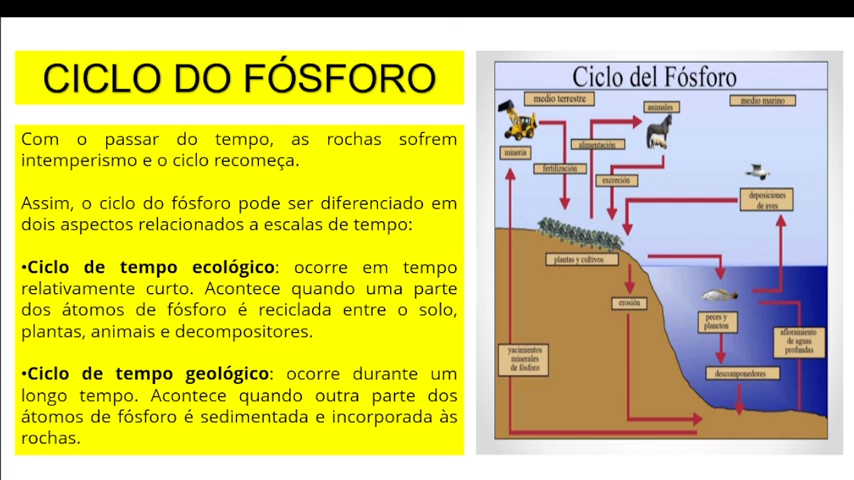 CICLO DO FÓSFORO
Com o passar do tempo, as rochas sofrem
intemperismo e o ciclo recomeça.
Assim, o ciclo do fósforo pode ser diferenciado em
dois aspectos relacionados a escalas de tempo:
•Ciclo de tempo ecológico: ocorre em tempo
relativamente curto. Acontece quando uma parte
dos átomos de fósforo é reciclada entre o solo,
plantas, animais e decompositores.
•Ciclo de tempo geológico: ocorre durante um
longo tempo. Acontece quando outra parte dos
átomos de fósforo é sedimentada e incorporada às
rochas.
Ciclo del Fósforo
medio terrestre
animales
medio marino
mineria
alimentación
fertilización
excreción
deposiciones
de aves
plantas y cultivos
erosión
peces y
plancton
afloramiento
de aguas
profundas
yacimientos
minerales
de fósforo
descomponedores